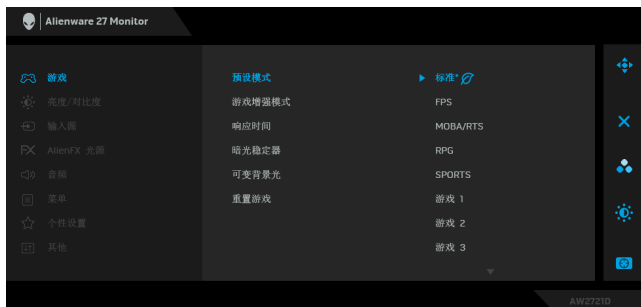 Alienware 27 Monitor
游戏
亮度/对比度
输入源
AlienFX 光源
音频
菜单
个性设置
其他
预设模式
游戏增强模式
响应时间
暗光稳定器
可变背景光
重置游戏
标准*
FPS
MOBA/RTS
RPG
SPORTS
游戏 1
游戏 2
游戏 3
AW2721D